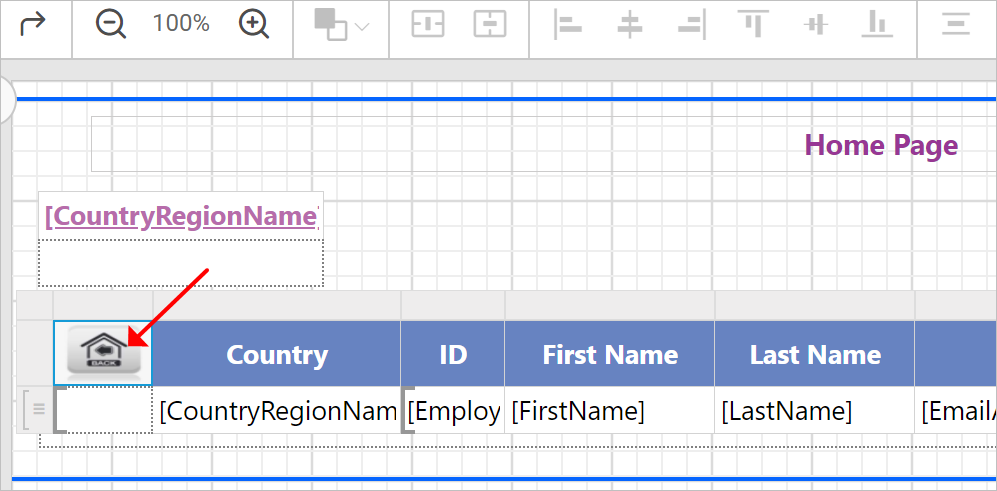 100%
Home Page
[CountryRegionName]
BACK Country ID First Name Last Name
[CountryRegionNam [Employ [FirstName] [LastName] [EmailA